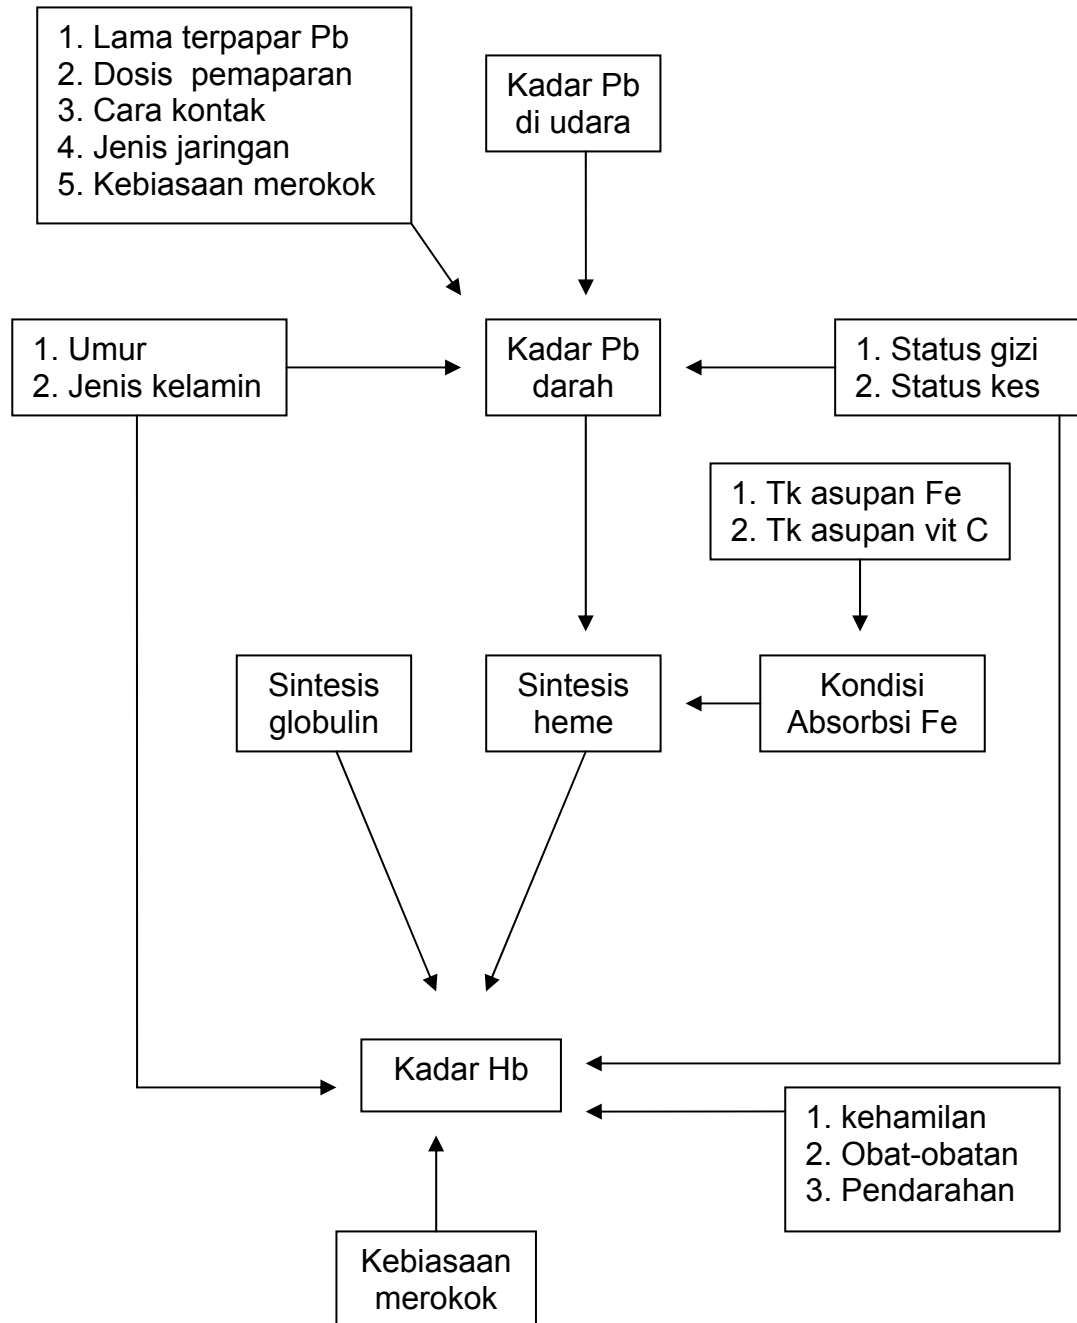 1. Lama terpapar Pb
2. Dosis pemaparan
3. Cara kontak
4. Jenis jaringan
5. Kebiasaan merokok
Kadar Pb
di udara
1. Umur
2. Jenis kelamin
Kadar Pb
darah
1. Status gizi
2. Status kes
1. Tk asupan Fe
2. Tk asupan vit C
Sintesis
globulin
Sintesis
heme
Kondisi
Absorbsi Fe
Kadar Hb
1. kehamilan
2. Obat-obatan
3. Pendarahan
Kebiasaan
merokok